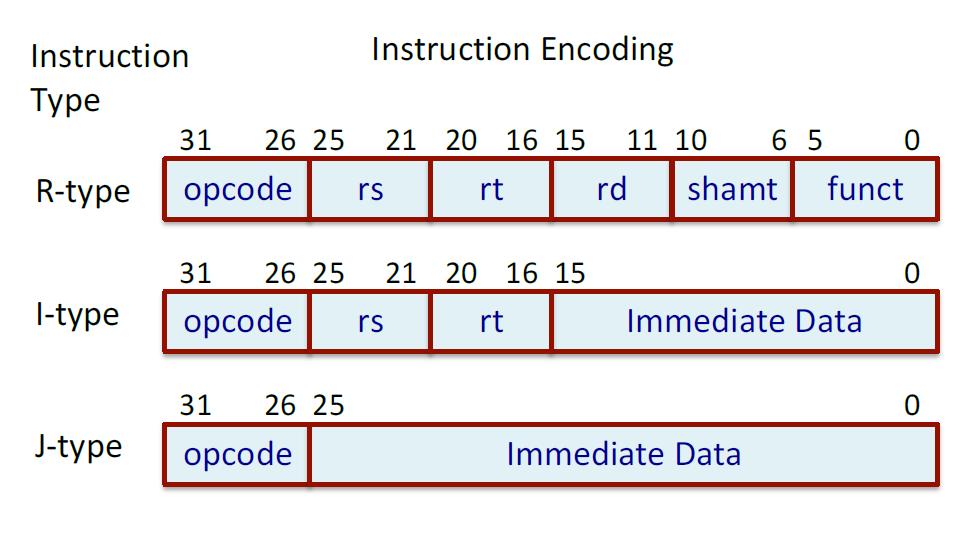 Instruction Type
Instruction Encoding
31 26 25 21 20 16 15 11 10 6 5 0
R-type opcode rs rt rd shamt funct
31 26 25 21 20 16 15 0
I-type opcode rs rt Immediate Data
31 26 25 0
J-type opcode Immediate Data